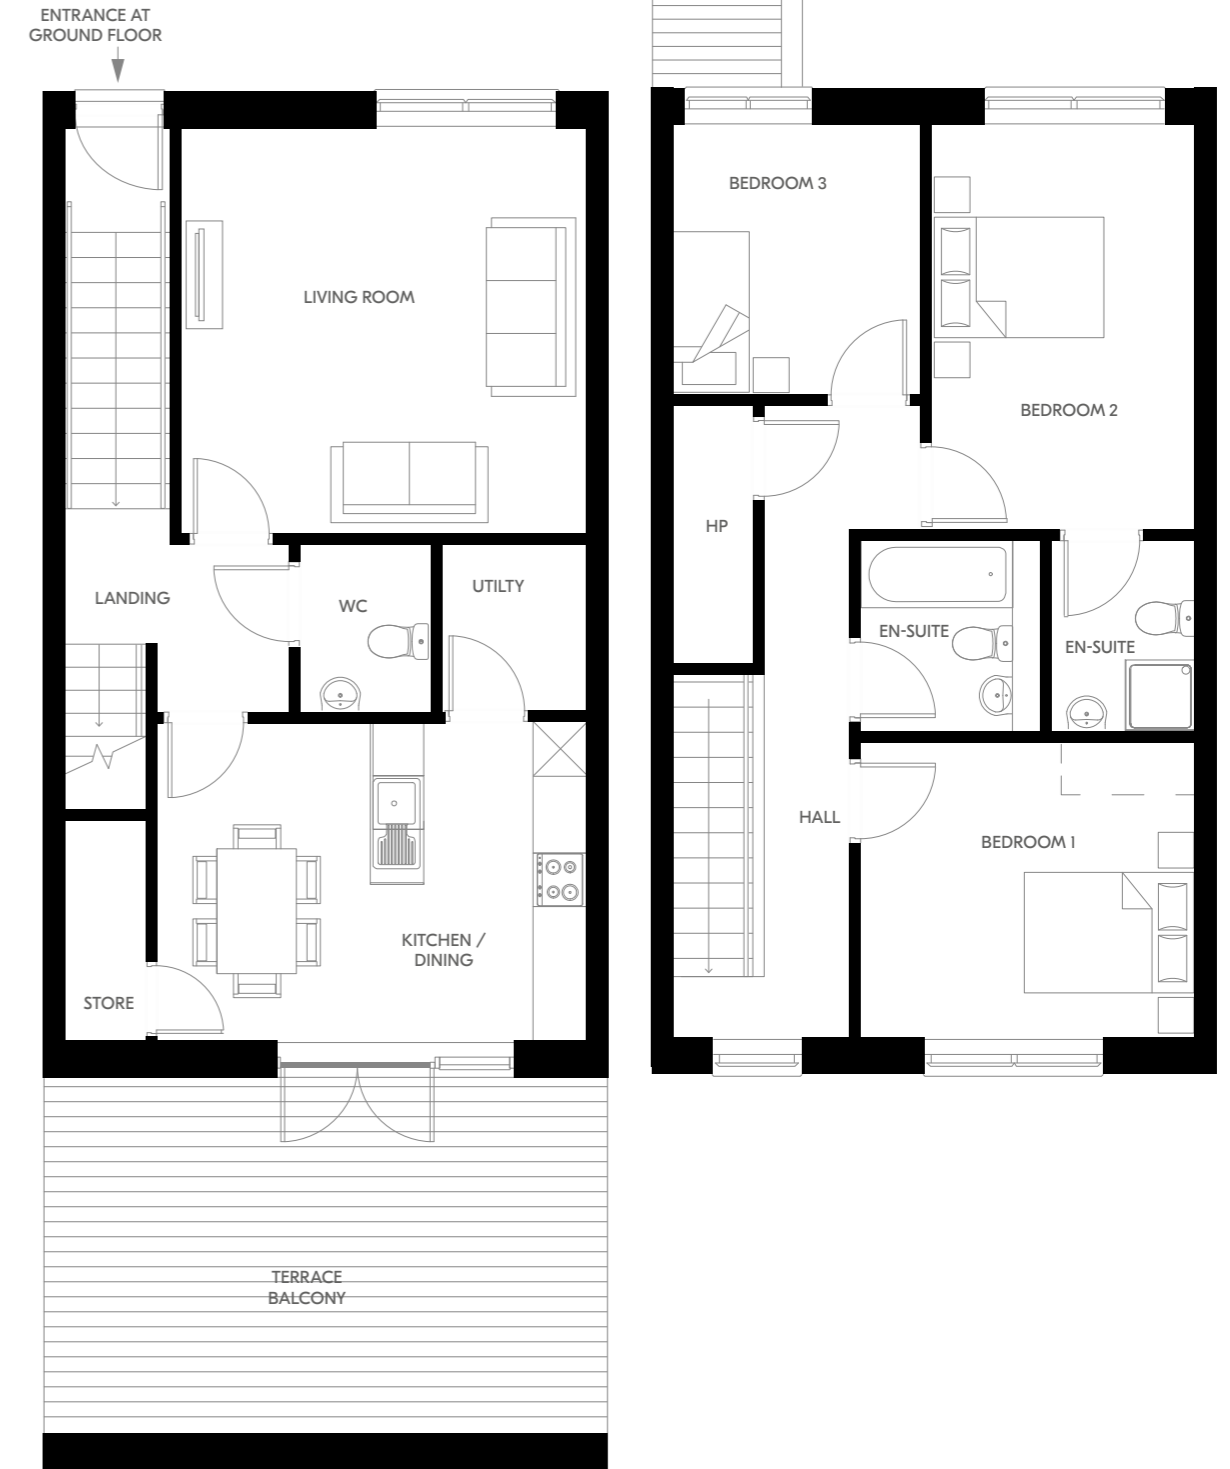 ENTRANCE AT
GROUND FLOOR
LIVING ROOM
LANDING
WC
UTILTY
KITCHEN /
DINING
STORE
TERRACE
BALCONY
BEDROOM 3
BEDROOM 2
HP
EN-SUITE
EN-SUITE
HALL
BEDROOM 1